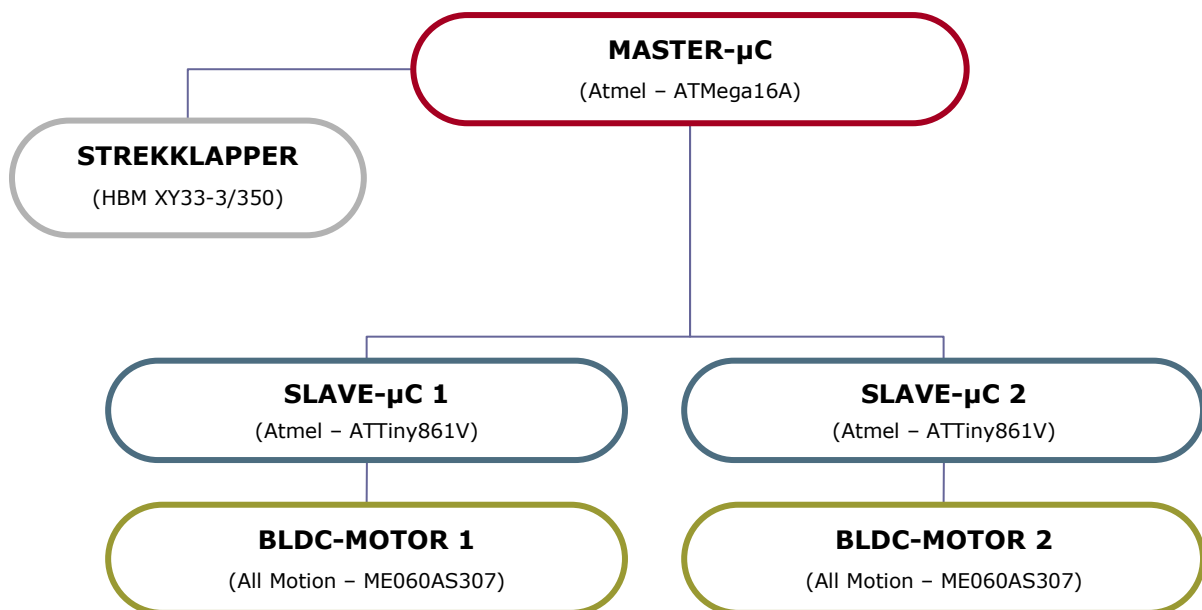 MASTER-µC
(Atmel – ATMega16A)
STREKKLAPPER
(HBM XY33-3/350)
SLAVE-µC 1
(Atmel – ATTiny861V)
SLAVE-µC 2
(Atmel – ATTiny861V)
BLDC-MOTOR 1
(All Motion – ME060AS307)
BLDC-MOTOR 2
(All Motion – ME060AS307)